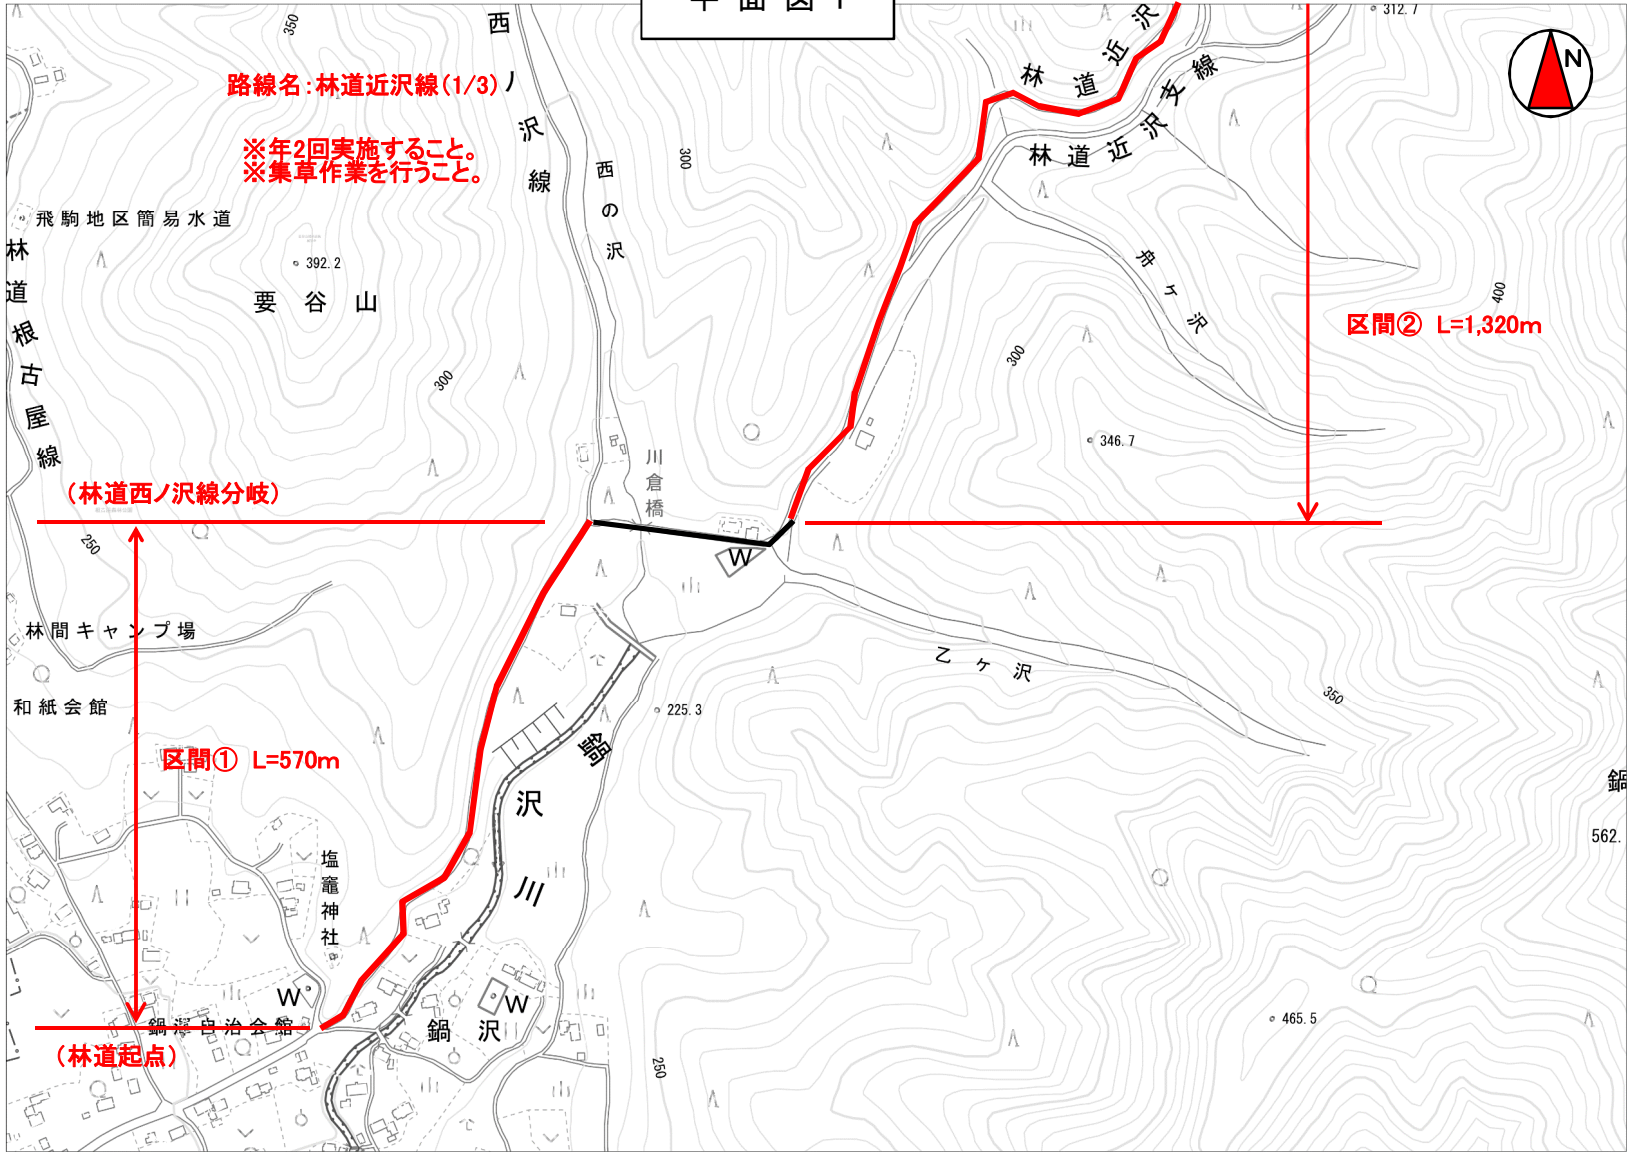 平面図1
312.7
N
350
西ノ沢線
路線名：林道近沢線(1/3)
※年2回実施すること。
※集草作業を行うこと。
林道近沢
林道近沢支線
300
西の沢
飛駒地区簡易水道
林道根古屋線
392.2
要谷山
舟ヶ沢
400
区間② L=1,320m
300
300
346.7
川倉橋
（林道西ノ沢線分岐）
250
W
林間キャンプ場
乙ヶ沢
和紙会館
350
225.3
区間① L=570m
鍋沢川
鍋
562.
塩竈神社
W
W
鍋澤自治会館
鍋沢
465.5
（林道起点）
250